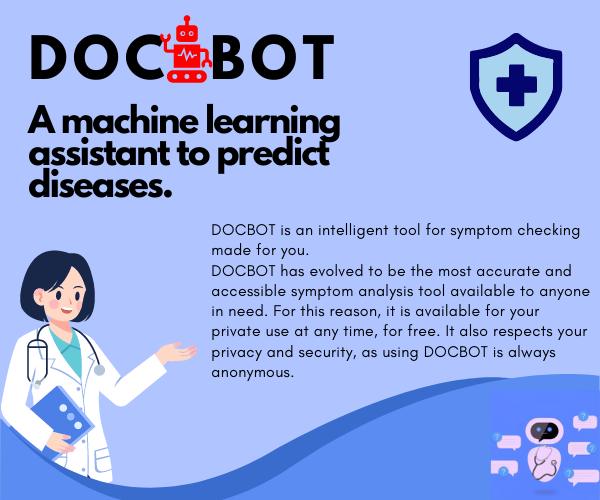 DOCBOT
A machine learning
assistant to predict
diseases.
DOCBOT is an intelligent tool for symptom checking
made for you.
DOCBOT has evolved to be the most accurate and
accessible symptom analysis tool available to anyone
in need. For this reason, it is available for your
private use at any time, for free. It also respects your
privacy and security, as using DOCBOT is always
anonymous.